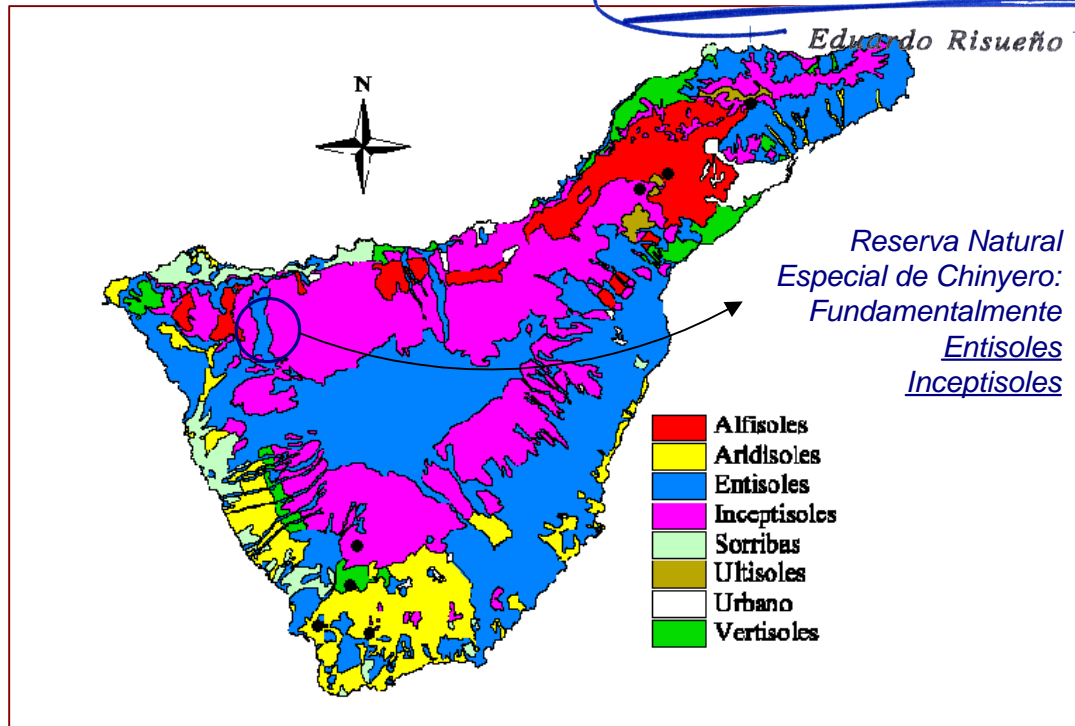 Eduardo Risueño
N
Reserva Natural
Especial de Chinyero:
Fundamentalmente
Entisoles
Inceptisoles
Alfisoles
Aridisoles
Entisoles
Inceptisoles
Sorribas
Ultisoles
Urbano
Vertisoles